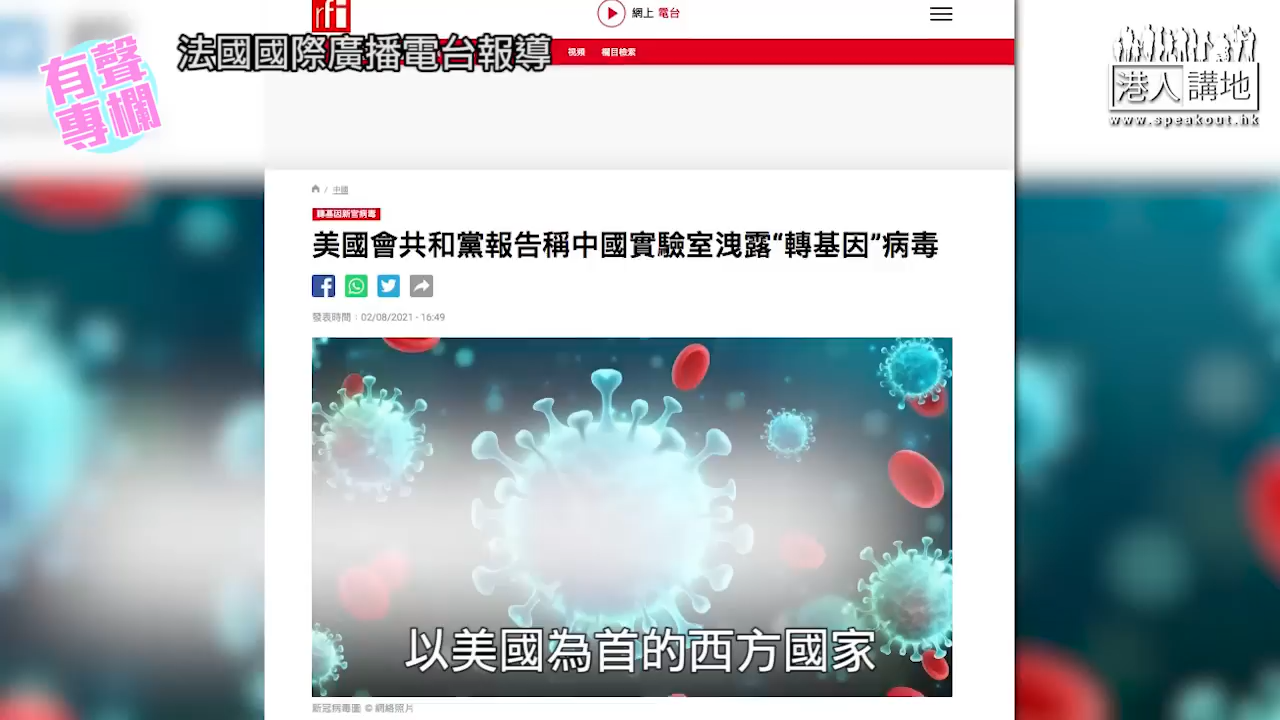 rfi
網上 電台
法國國際廣播電台報導
視頻 欄目檢索
有聲
專欄
港人講地
www.speakout.hk
/ 中國
轉基因新冠病毒
美國會共和黨報告稱中國實驗室洩露“轉基因”病毒
發表時間：02/08/2021 - 16:49
以美國為首的西方國家
新冠病毒圖 © 網絡照片